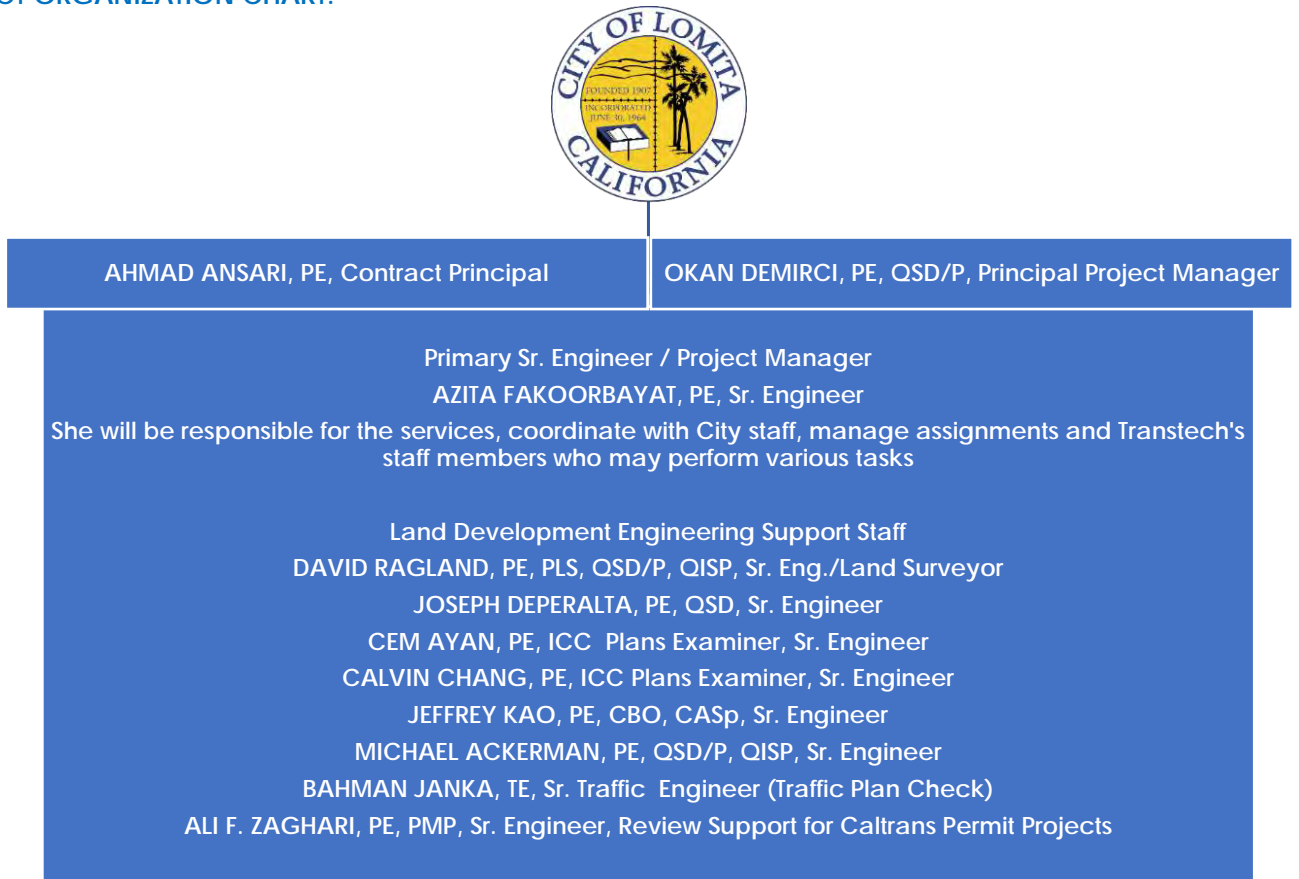 ORGANIZATION CHART:
CITY OF LOMITA
FOUNDED 1907
INCORPORATED
JUNE 30, 1964
CALIFORNIA
AHMAD ANSARI, PE, Contract Principal
OKAN DEMIRCI, PE, QSD/P, Principal Project Manager
Primary Sr. Engineer / Project Manager
AZITA FAKOORBAYAT, PE, Sr. Engineer
She will be responsible for the services, coordinate with City staff, manage assignments and Transtech's
staff members who may perform various tasks
Land Development Engineering Support Staff
DAVID RAGLAND, PE, PLS, QSD/P, QISP, Sr. Eng./Land Surveyor
JOSEPH DEPERALTA, PE, QSD, Sr. Engineer
CEM AYAN, PE, ICC Plans Examiner, Sr. Engineer
CALVIN CHANG, PE, ICC Plans Examiner, Sr. Engineer
JEFFREY KAO, PE, CBO, CASp, Sr. Engineer
MICHAEL ACKERMAN, PE, QSD/P, QISP, Sr. Engineer
BAHMAN JANKA, TE, Sr. Traffic Engineer (Traffic Plan Check)
ALI F. ZAGHARI, PE, PMP, Sr. Engineer, Review Support for Caltrans Permit Projects